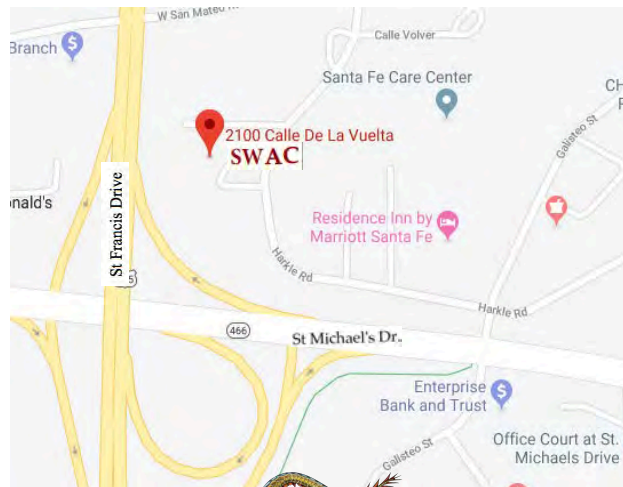 W San Mateo
Calle Volver
Branch
Santa Fe Care Center
2100 Calle De La Vuelta
SWAC
Galisteo St
St Francis Drive
Residence Inn by
Marriott Santa Fe
Harkle Rd
Harkle Rd
466
St Michael's Dr.
Enterprise
Bank and Trust
Galisteo St
Office Court at St.
Michaels Drive